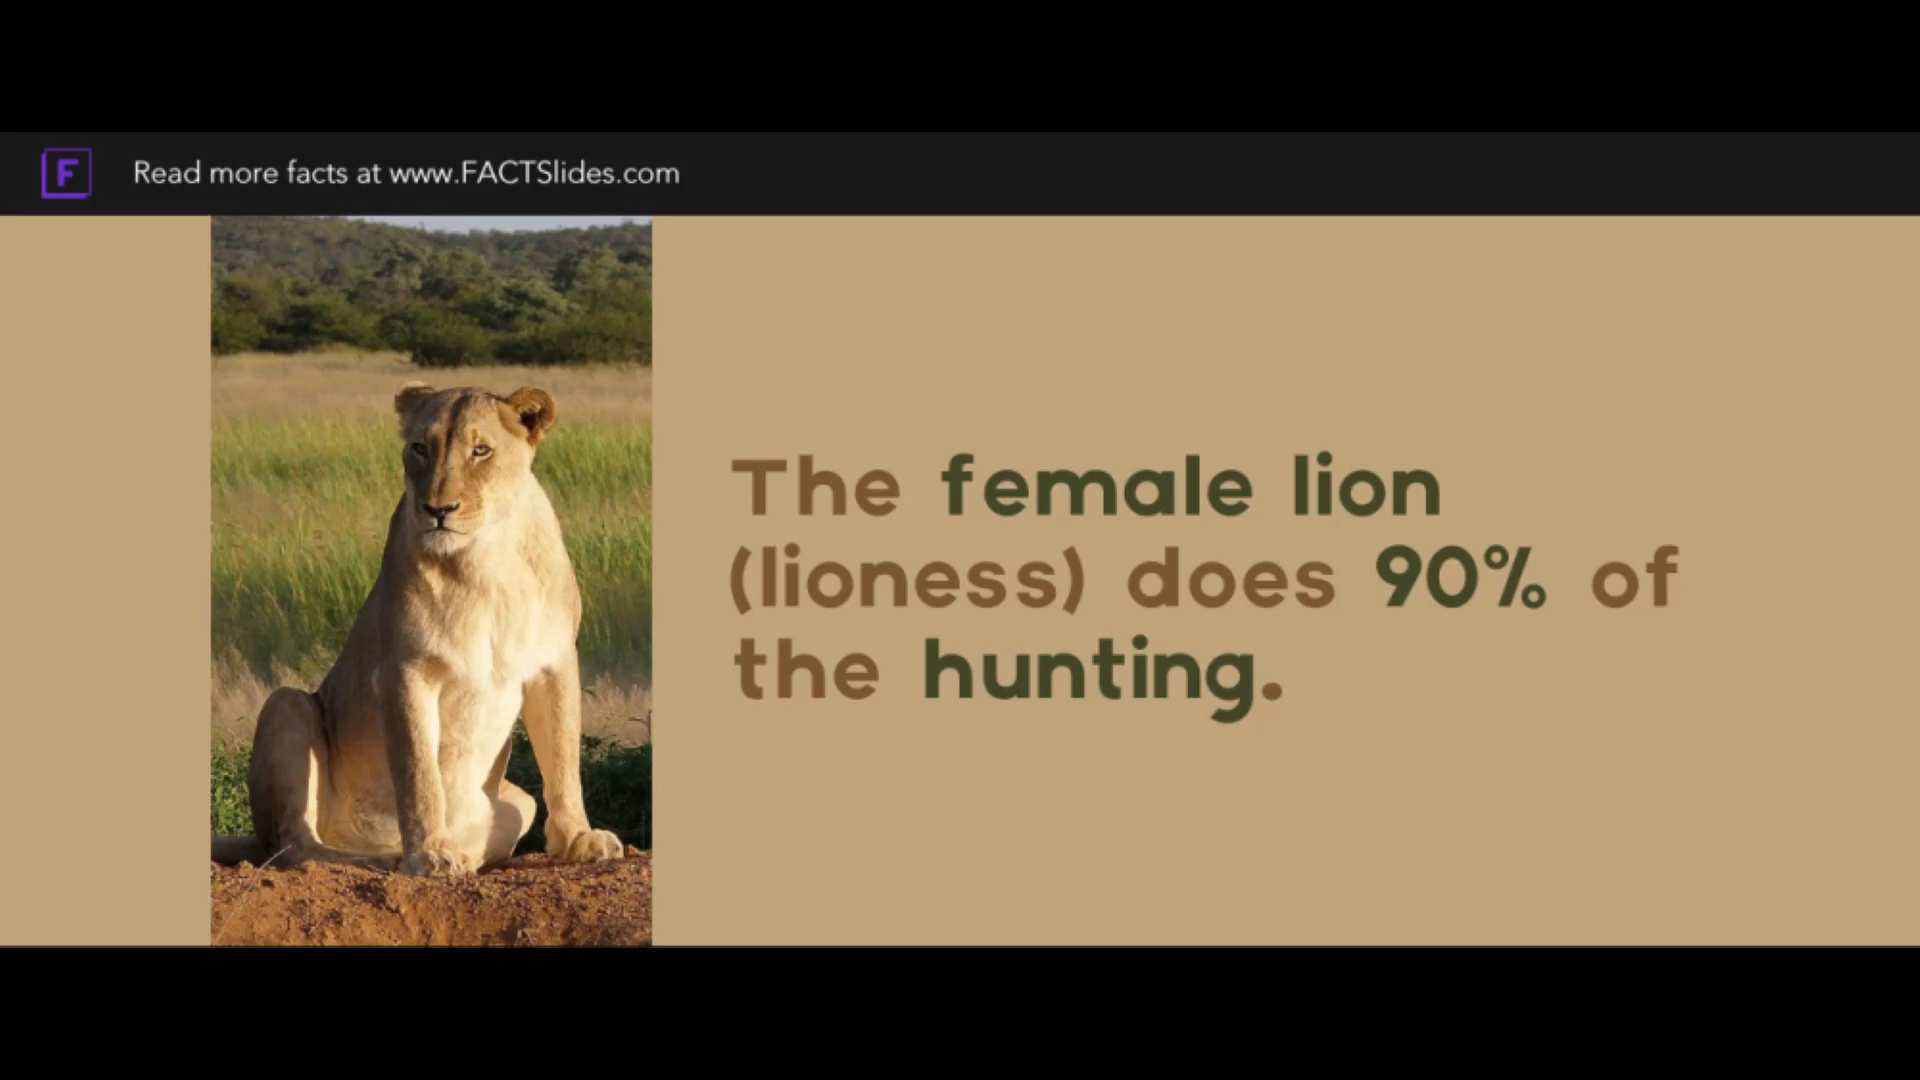 F
Read more facts at www.FACTSlides.com
The female lion
(lioness) does 90% of
the hunting.